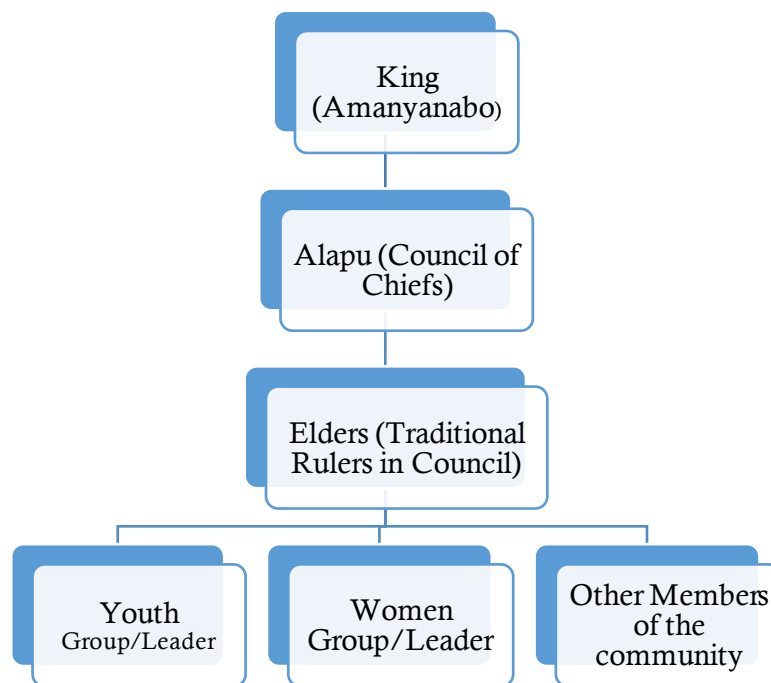 King
(Amanyanabo)
Alapu (Council of
Chiefs)
Elders (Traditional
Rulers in Council)
Youth
Group/Leader
Women
Group/Leader
Other Members
of the
community